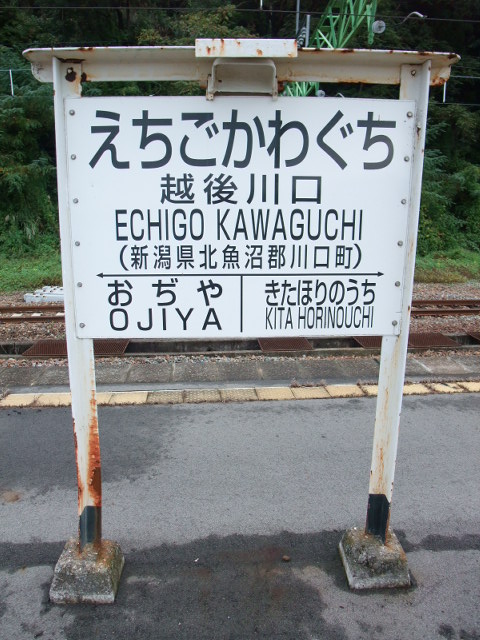 えちごかわぐち
越後川口
ECHIGO KAWAGUCHI
(新潟県北魚沼郡川口町)
おぢや きたほりのうち
OJIYA KITA HORINOUCHI